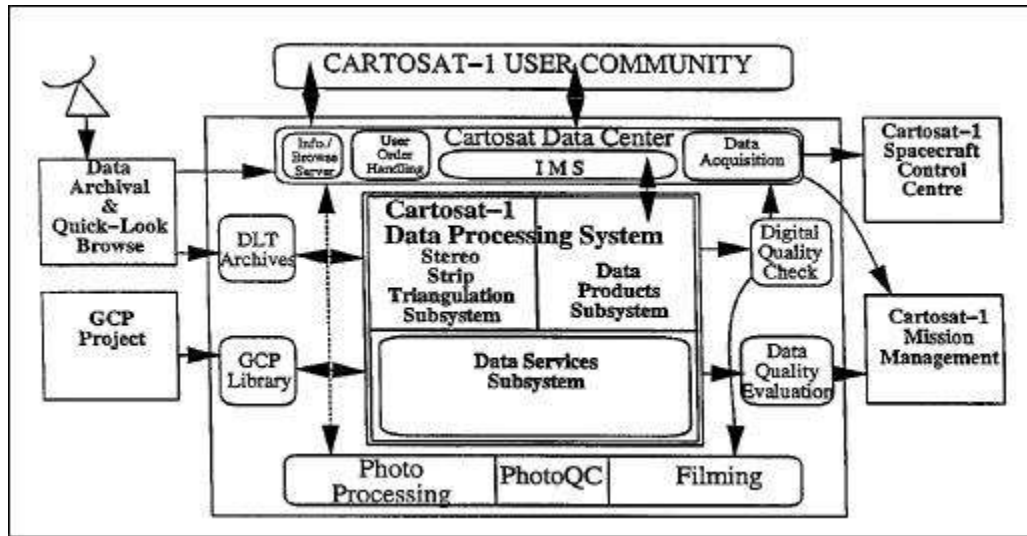 CARTOSAT-1 USER COMMUNITY
Info./
Browse
Server
User
Order
Handling
Cartosat Data Center
I M S
Data
Acquisition
Cartosat-1
Spacecraft
Control
Centre
Data
Archival
&
Quick-Look
Browse
DLT
Archives
Cartosat-1
Data Processing System
Stereo
Strip
Triangulation
Subsystem
Data
Products
Subsystem
Digital
Quality
Check
GCP
Project
GCP
Library
Data Services
Subsystem
Data
Quality
Evaluation
Cartosat-1
Mission
Management
Photo
Processing
PhotoQC
Filming